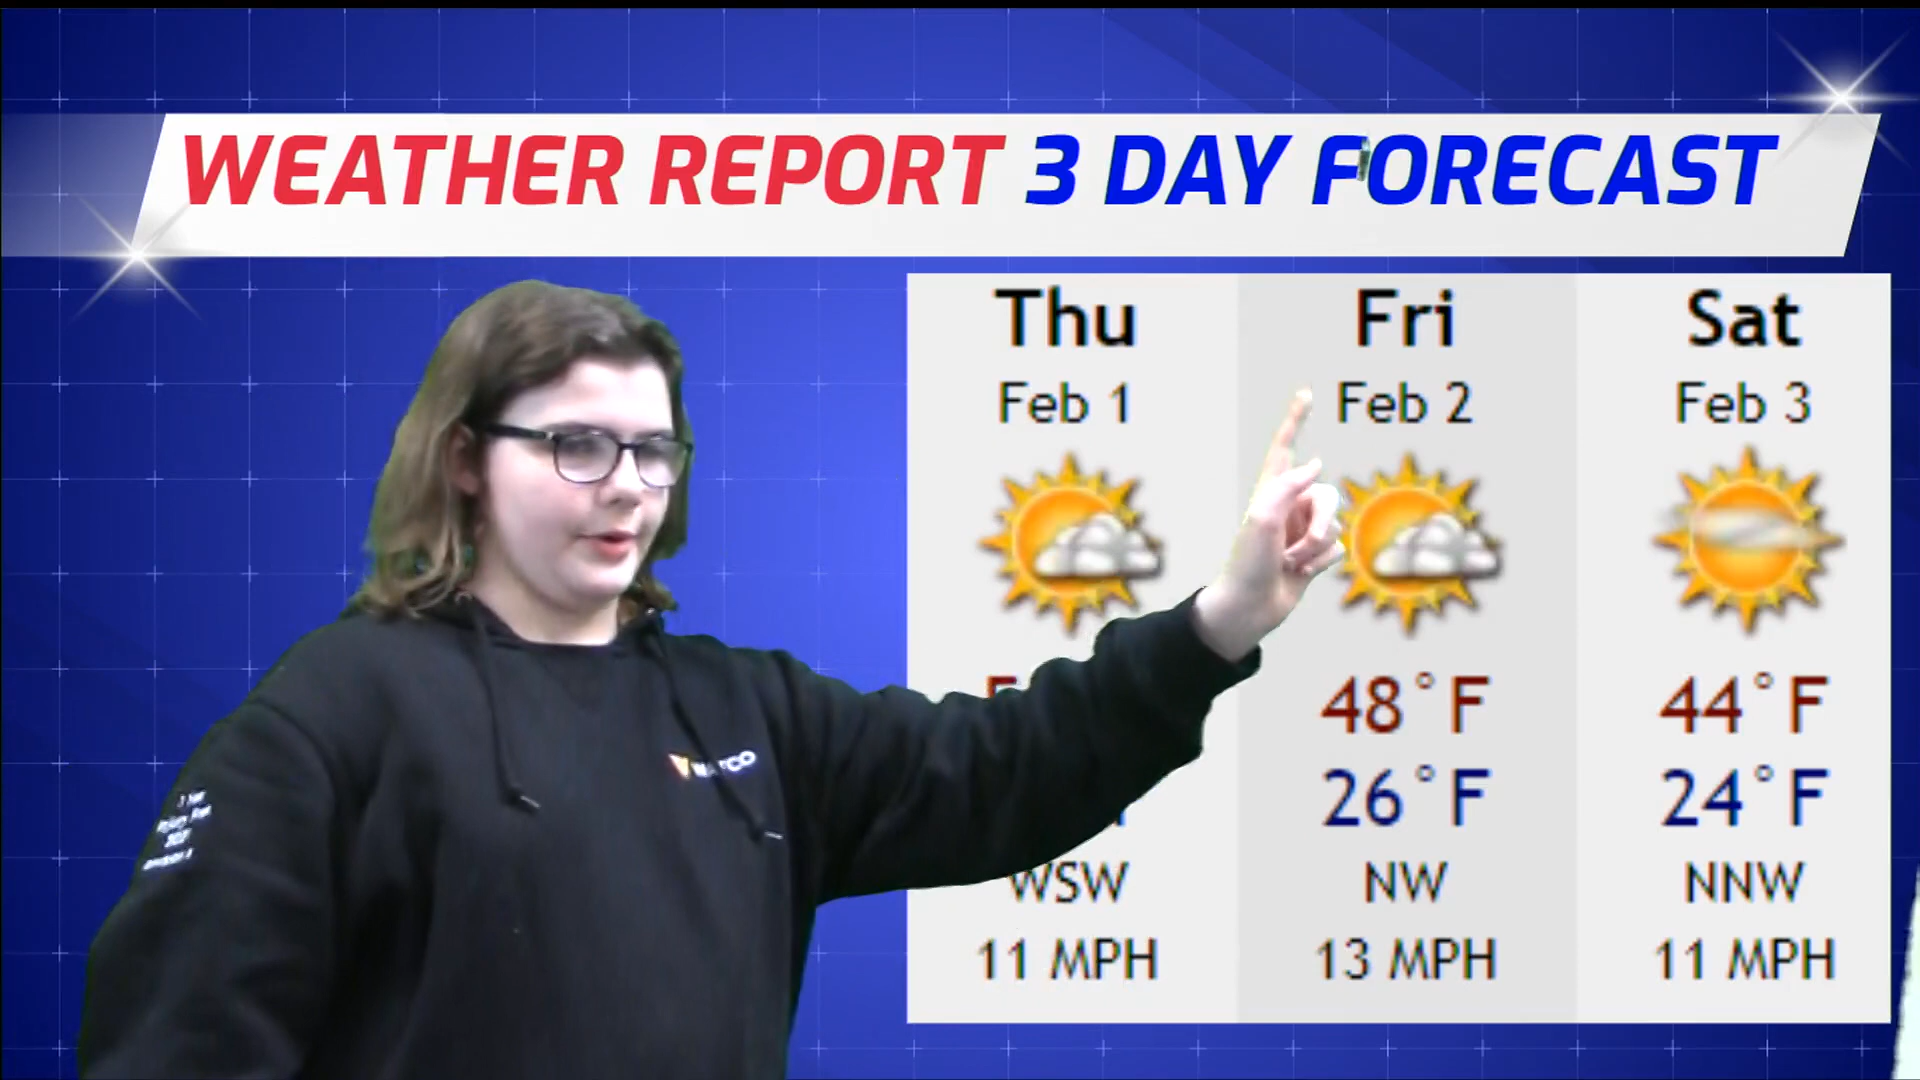 WEATHER REPORT 3 DAY FORECAST
Thu Fri Sat
Feb 1 Feb 2 Feb 3
48°F 44°F
26°F 24°F
WSW NW NNW
11 MPH 13 MPH 11 MPH